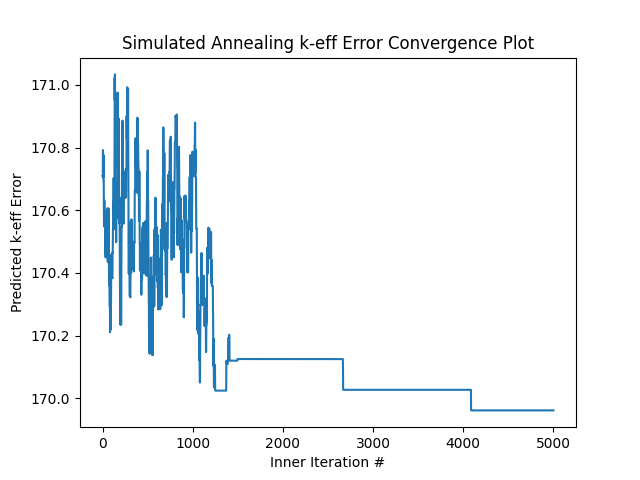 Simulated Annealing k-eff Error Convergence Plot
171.0
170.8
170.6
170.4
170.2
170.0
Predicted k-eff Error
0 1000 2000 3000 4000 5000
Inner Iteration #